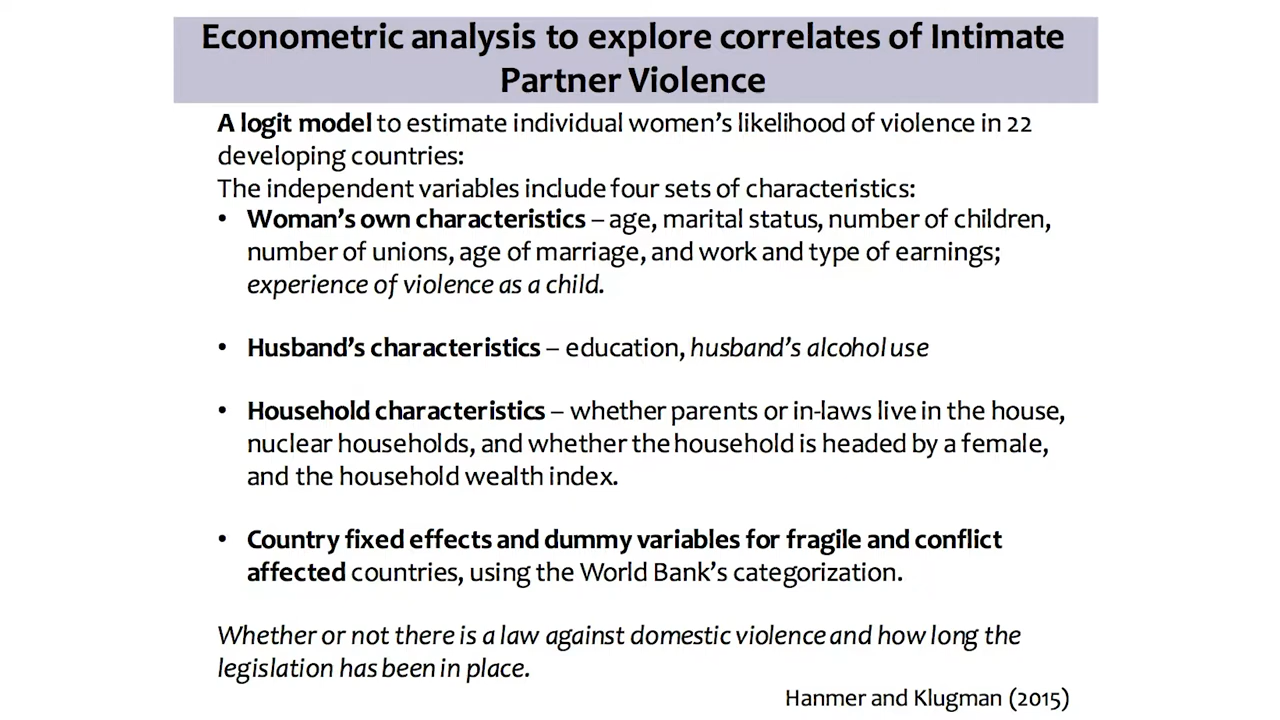 Econometric analysis to explore correlates of Intimate
Partner Violence
A logit model to estimate individual women's likelihood of violence in 22
developing countries:
The independent variables include four sets of characteristics:
• Woman's own characteristics – age, marital status, number of children,
number of unions, age of marriage, and work and type of earnings;
experience of violence as a child.
• Husband's characteristics – education, husband's alcohol use
• Household characteristics – whether parents or in-laws live in the house,
nuclear households, and whether the household is headed by a female,
and the household wealth index.
• Country fixed effects and dummy variables for fragile and conflict
affected countries, using the World Bank's categorization.
Whether or not there is a law against domestic violence and how long the
legislation has been in place.
Hanmer and Klugman (2015)